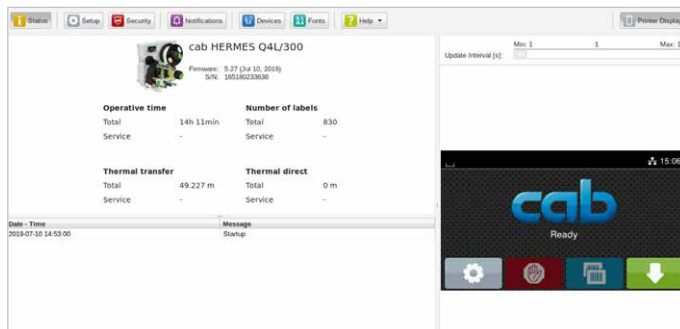 Status Setup Security Notifications Devices Fonts Help Printer Display
cab HERMES Q4L/300
Firmware: 5.27 (Jul 10, 2019)
S/N: 165180233638
Operative time Number of labels
Total 14h 11min Total 830
Service - Service -
Thermal transfer Thermal direct
Total 49.227 m Total 0 m
Service - Service -
Date - Time Message
2019-07-10 14:53:00 Startup
Min: 1 1 Max: 1
Update Interval [s]:
15:06
cab
Ready